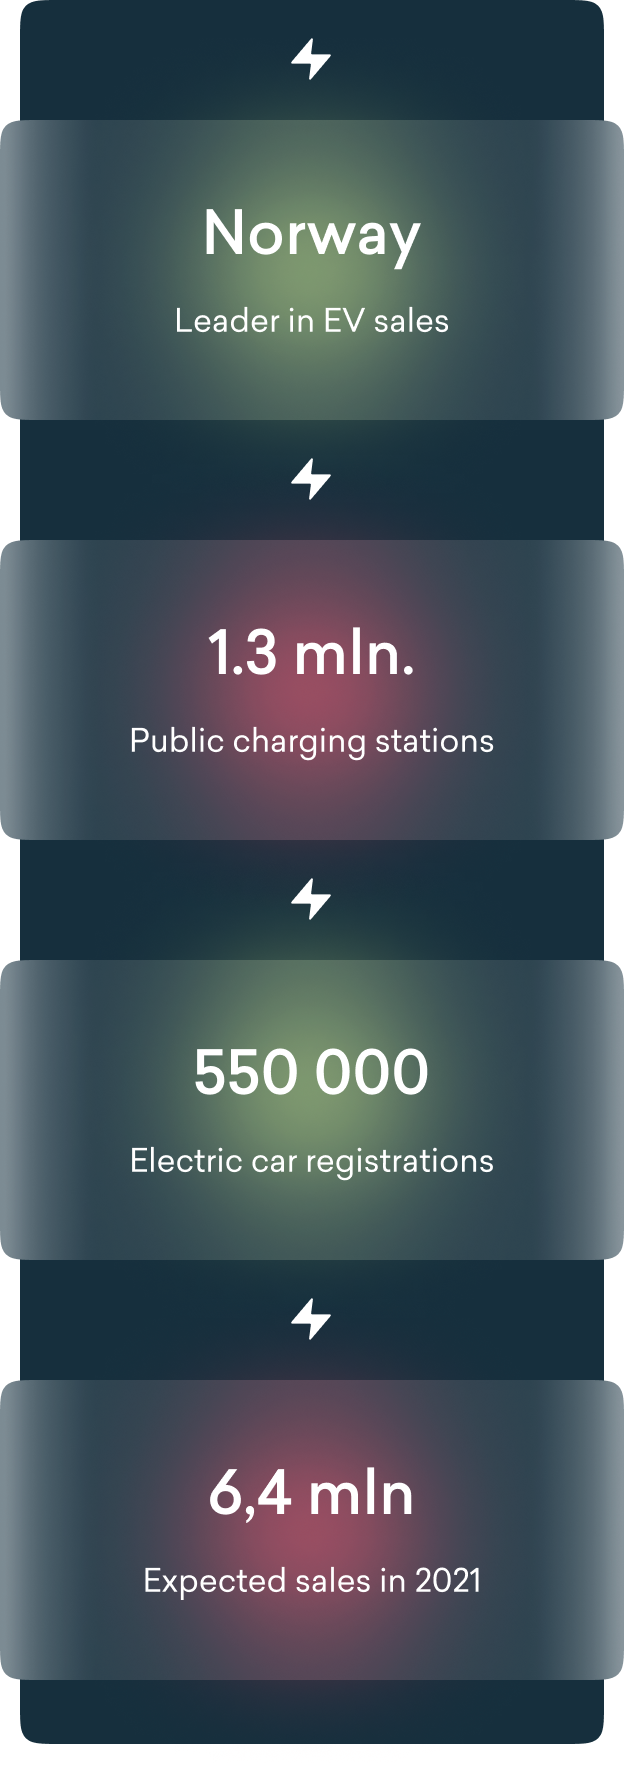 Norway
Leader in EV sales
1.3 mln.
Public charging stations
550 000
Electric car registrations
6,4 mln
Expected sales in 2021